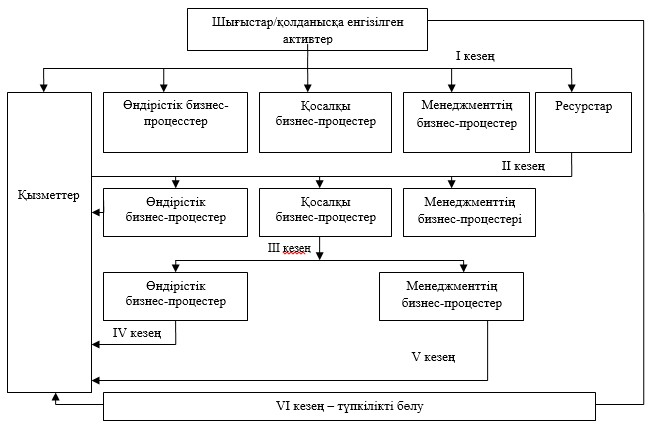 Шығыстар/қолданысқа енгізілген
активтер
I кезең
Қызметтер
Өндірістік бизнес-
процесстер
Қосалқы
бизнес-процестер
Менеджменттің
бизнес-процестер
Ресурстар
II кезең
Өндірістік
бизнес-процестер
Қосалқы
бизнес-процестер
Менеджменттің
бизнес-процестері
III кезең
Өндірістік
бизнес-процестер
Менеджменттің
бизнес-процестер
IV кезең
V кезең
VI кезең – түпкілікті бөлу